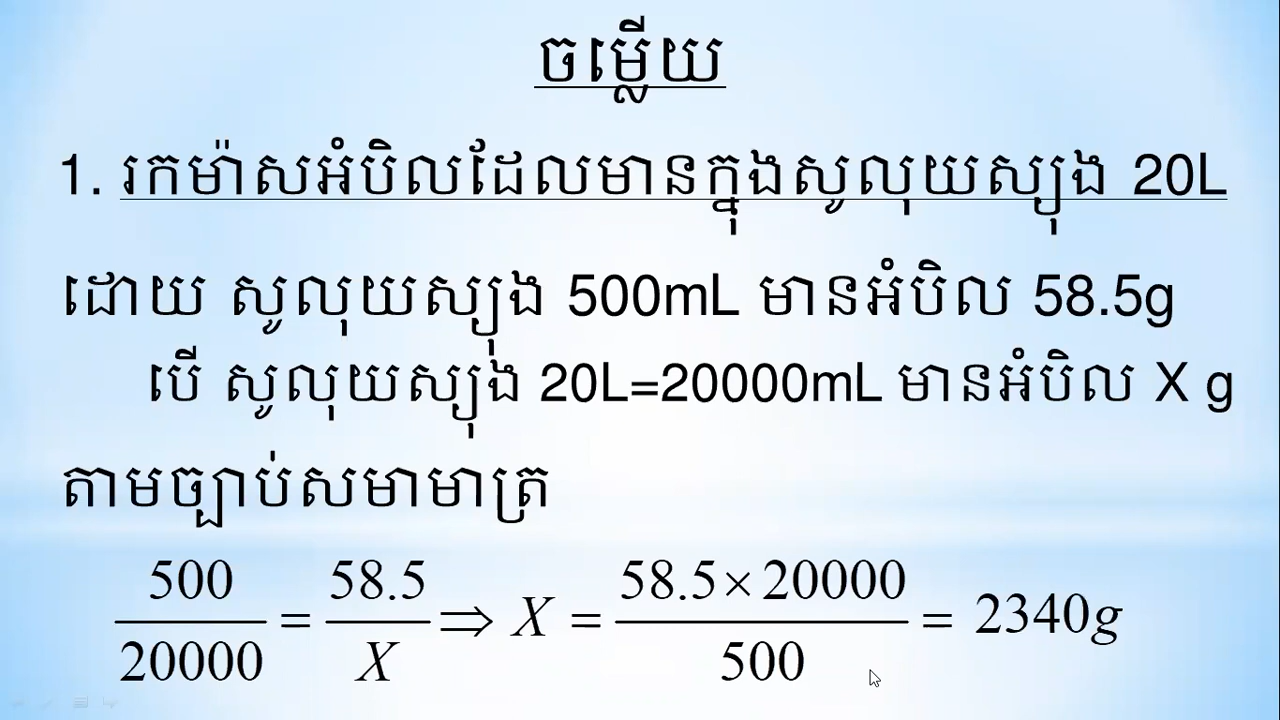 ចម្លើយ
1. រកម៉ាសអំបិលដែលមានក្នុងសូលុយស្យុង 20L
ដោយ សូលុយស្យុង 500mL មានអំបិល 58.5g
បើ សូលុយស្យុង 20L=20000mL មានអំបិល X g
តាមច្បាប់សមាមាត្រ
500/20000 = 58.5/X ⇒ X = 58.5×20000/500 = 2340g